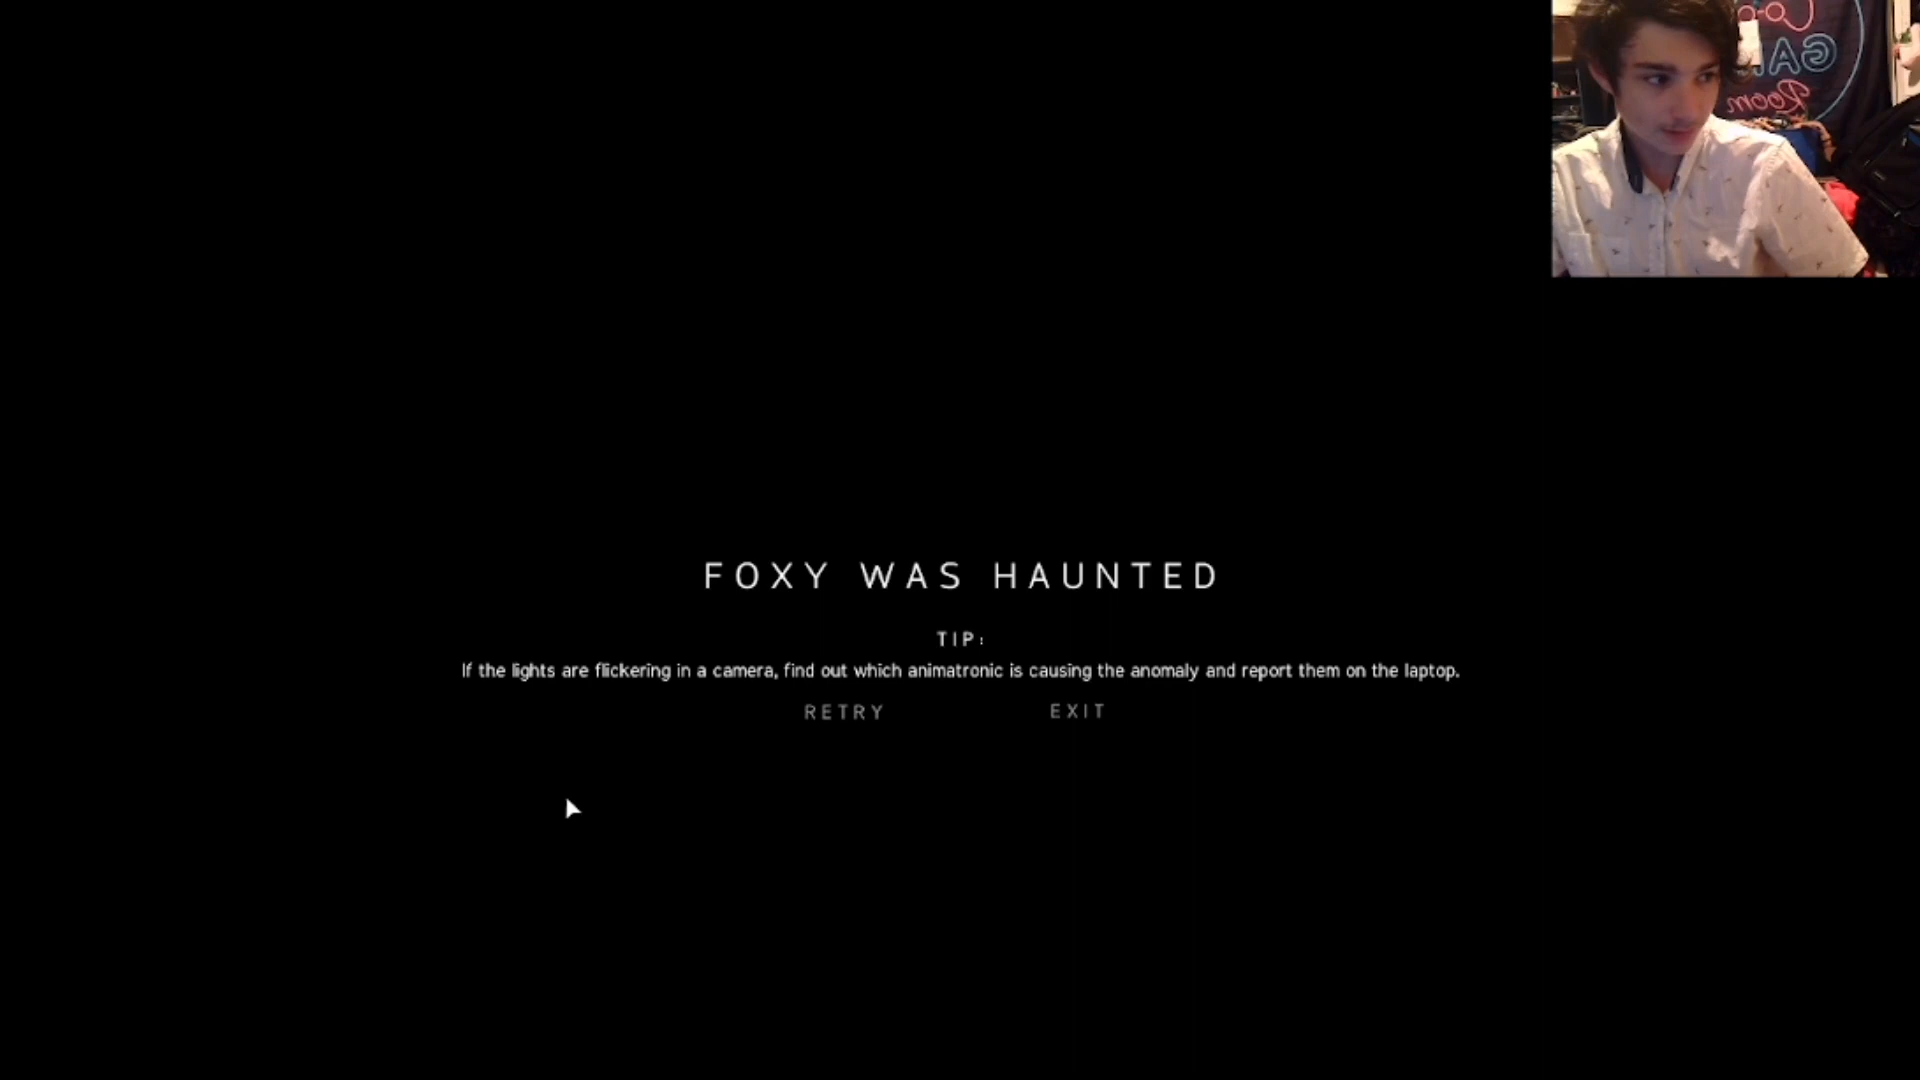 FOXY WAS HAUNTED
TIP:
If the lights are flickering in a camera, find out which animatronic is causing the anomaly and report them on the laptop.
RETRY EXIT
Room